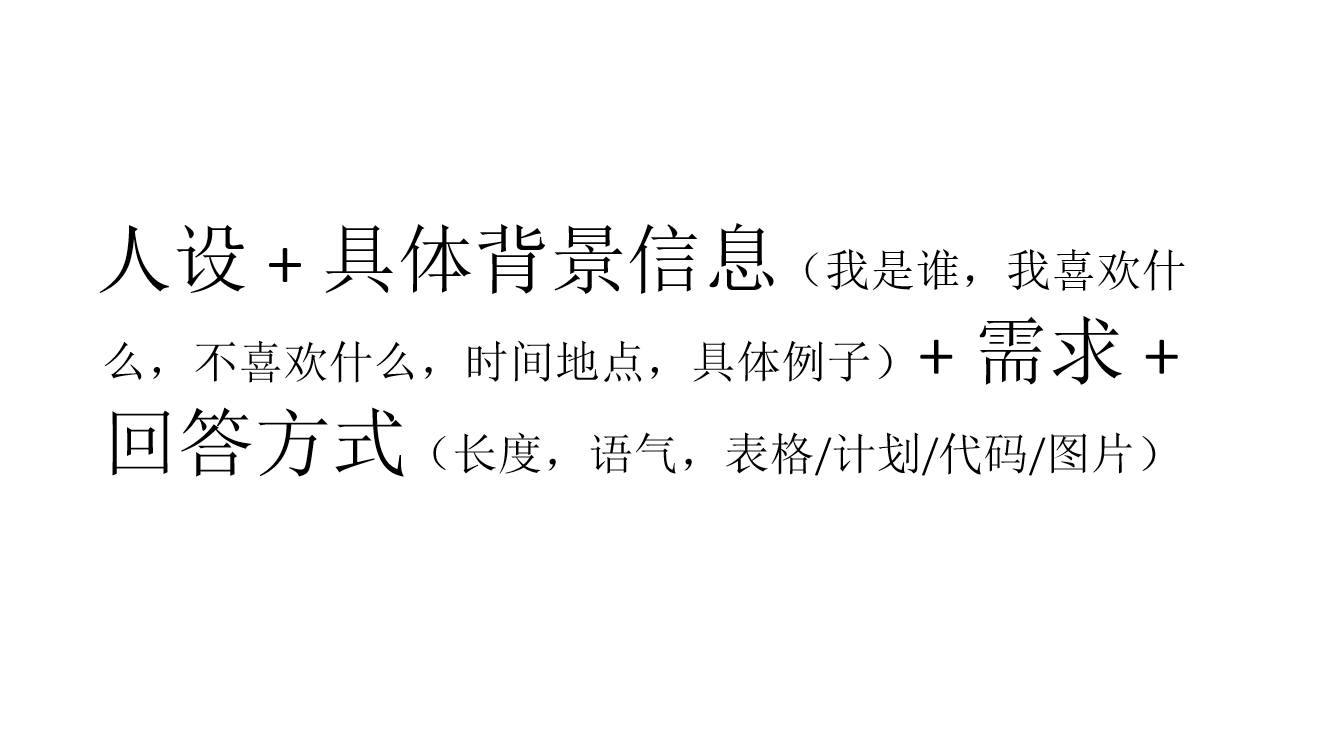 人设 + 具体背景信息（我是谁，我喜欢什
么，不喜欢什么，时间地点，具体例子）+ 需求 +
回答方式（长度，语气，表格/计划/代码/图片）